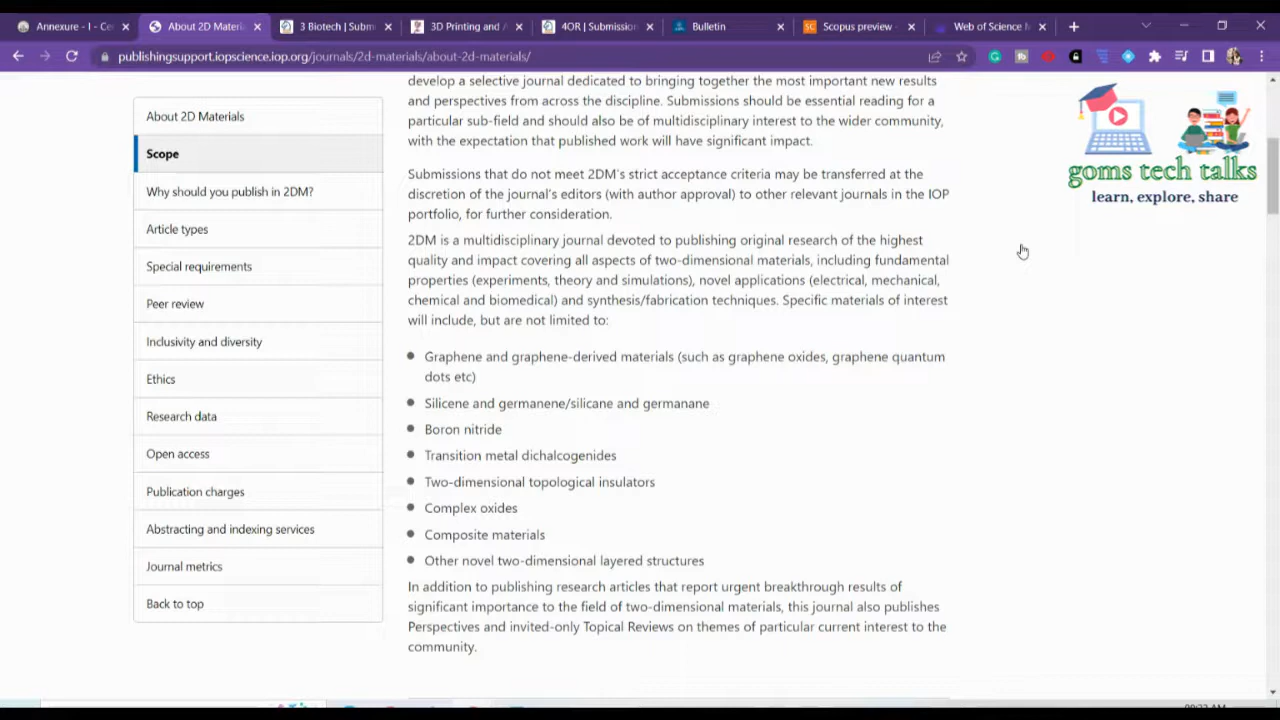 Annexure - I - Ce
About 2D Materi
3 Biotech | Subm
3D Printing and A
4OR | Submission
Bulletin
Scopus preview -
Web of Science M
publishingsupport.iopscience.iop.org/journals/2d-materials/about-2d-materials/
develop a selective journal dedicated to bringing together the most important new results
and perspectives from across the discipline. Submissions should be essential reading for a
particular sub-field and should also be of multidisciplinary interest to the wider community,
with the expectation that published work will have significant impact.
Submissions that do not meet 2DM's strict acceptance criteria may be transferred at the
discretion of the journal's editors (with author approval) to other relevant journals in the IOP
portfolio, for further consideration.
2DM is a multidisciplinary journal devoted to publishing original research of the highest
quality and impact covering all aspects of two-dimensional materials, including fundamental
properties (experiments, theory and simulations), novel applications (electrical, mechanical,
chemical and biomedical) and synthesis/fabrication techniques. Specific materials of interest
will include, but are not limited to:
Graphene and graphene-derived materials (such as graphene oxides, graphene quantum
dots etc)
Silicene and germanene/silicane and germanane
Boron nitride
Transition metal dichalcogenides
Two-dimensional topological insulators
Complex oxides
Composite materials
Other novel two-dimensional layered structures
In addition to publishing research articles that report urgent breakthrough results of
significant importance to the field of two-dimensional materials, this journal also publishes
Perspectives and invited-only Topical Reviews on themes of particular current interest to the
community.
About 2D Materials
Scope
Why should you publish in 2DM?
Article types
Special requirements
Peer review
Inclusivity and diversity
Ethics
Research data
Open access
Publication charges
Abstracting and indexing services
Journal metrics
Back to top
goms tech talks
learn, explore, share